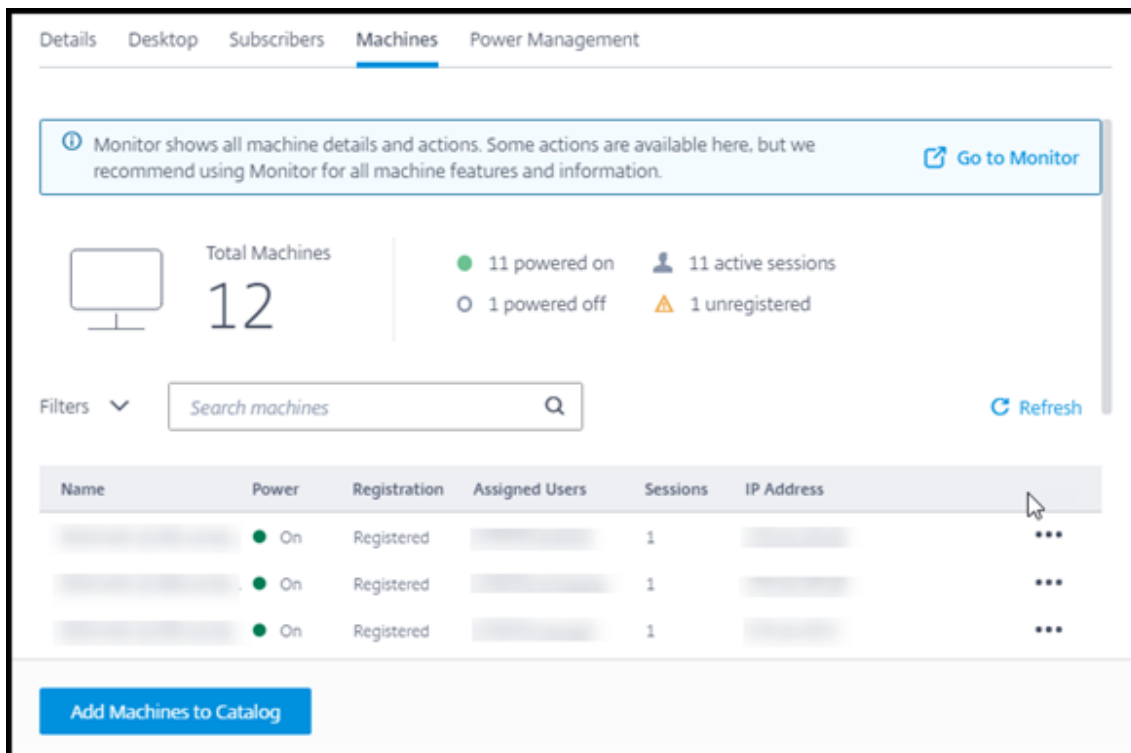 Details Desktop Subscribers Machines Power Management
Monitor shows all machine details and actions. Some actions are available here, but we
recommend using Monitor for all machine features and information.
Go to Monitor
Total Machines
12
11 powered on 11 active sessions
1 powered off 1 unregistered
Filters Search machines Refresh
Name Power Registration Assigned Users Sessions IP Address
On Registered 1
On Registered 1
On Registered 1
Add Machines to Catalog